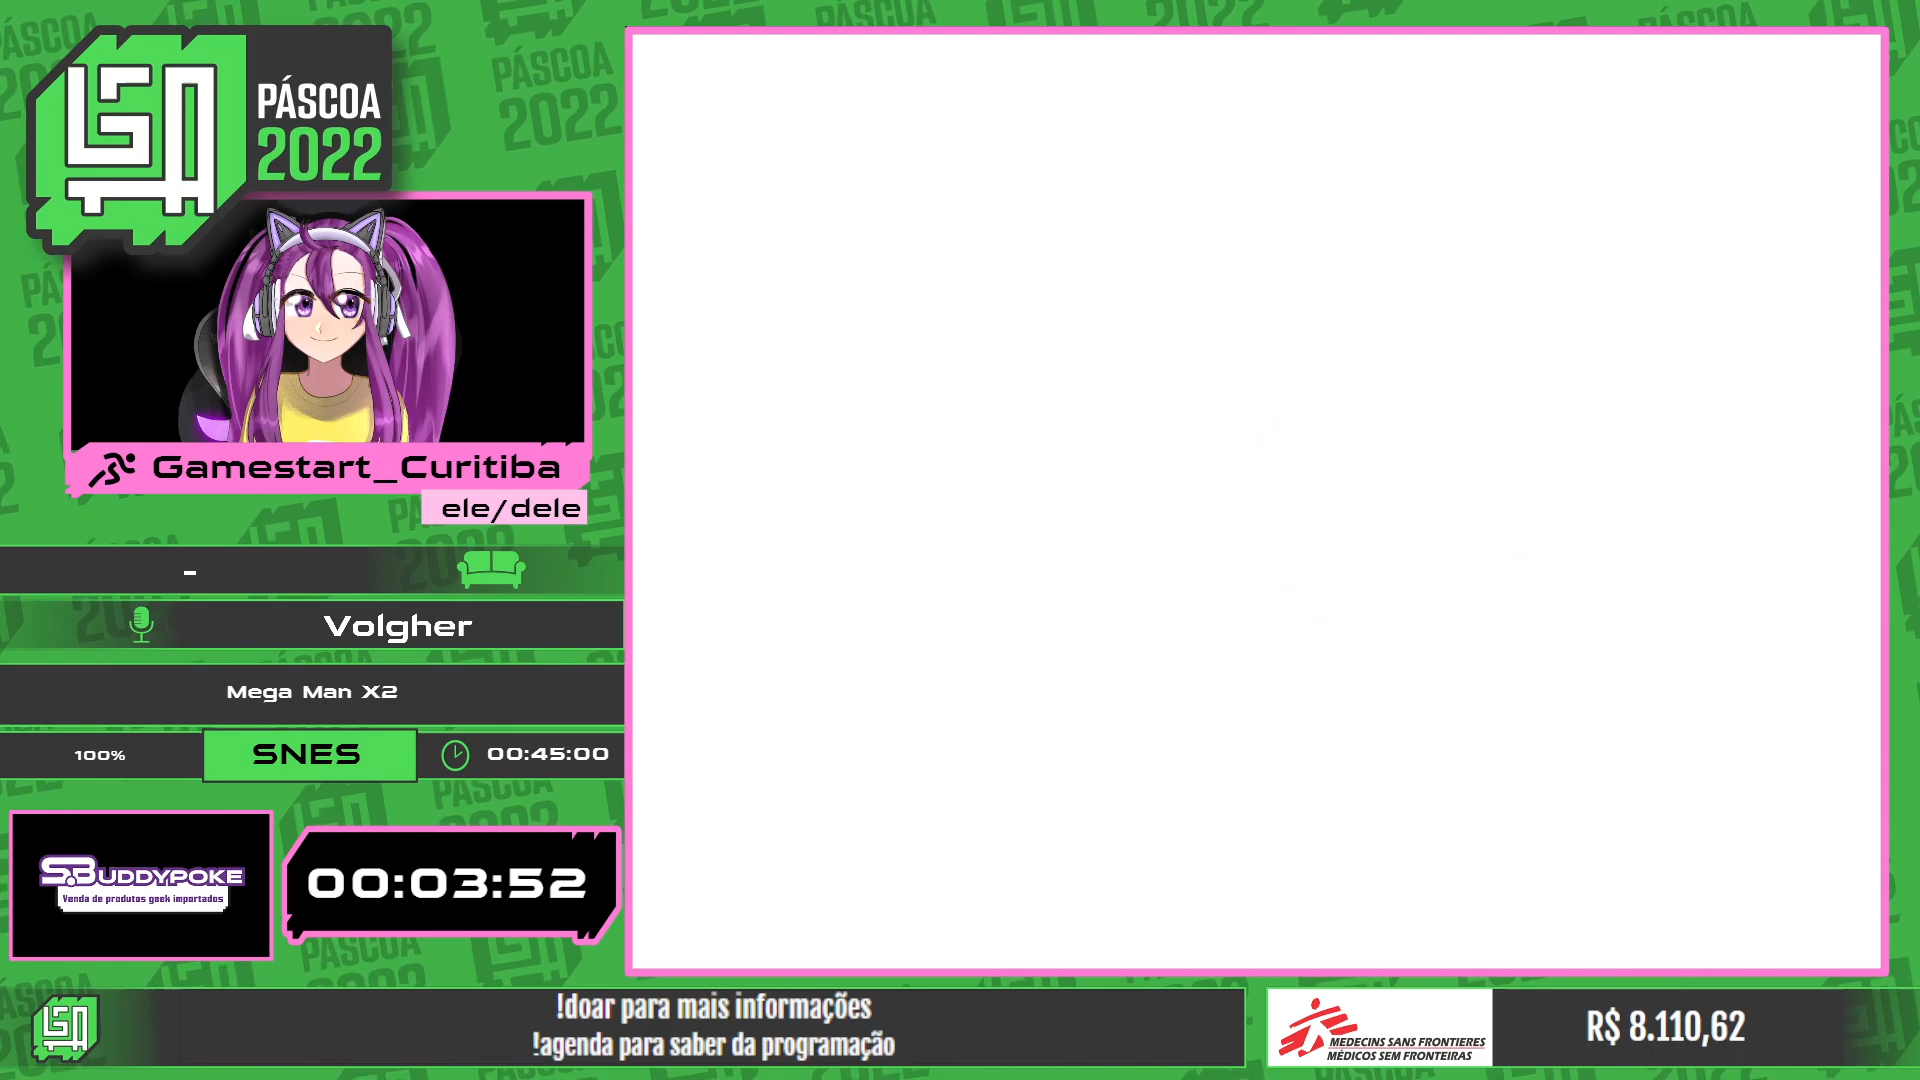 PÁSCOA
2022
Gamestart_Curitiba
ele/dele
-
Volgher
Mega Man X2
100%
SNES
00:45:00
S.BUDDYPOKE
Venda de produtos geek importados
00:03:52
!doar para mais informações
!agenda para saber da programação
MEDECINS SANS FRONTIERES
MÉDICOS SEM FRONTEIRAS
R$ 8.110,62